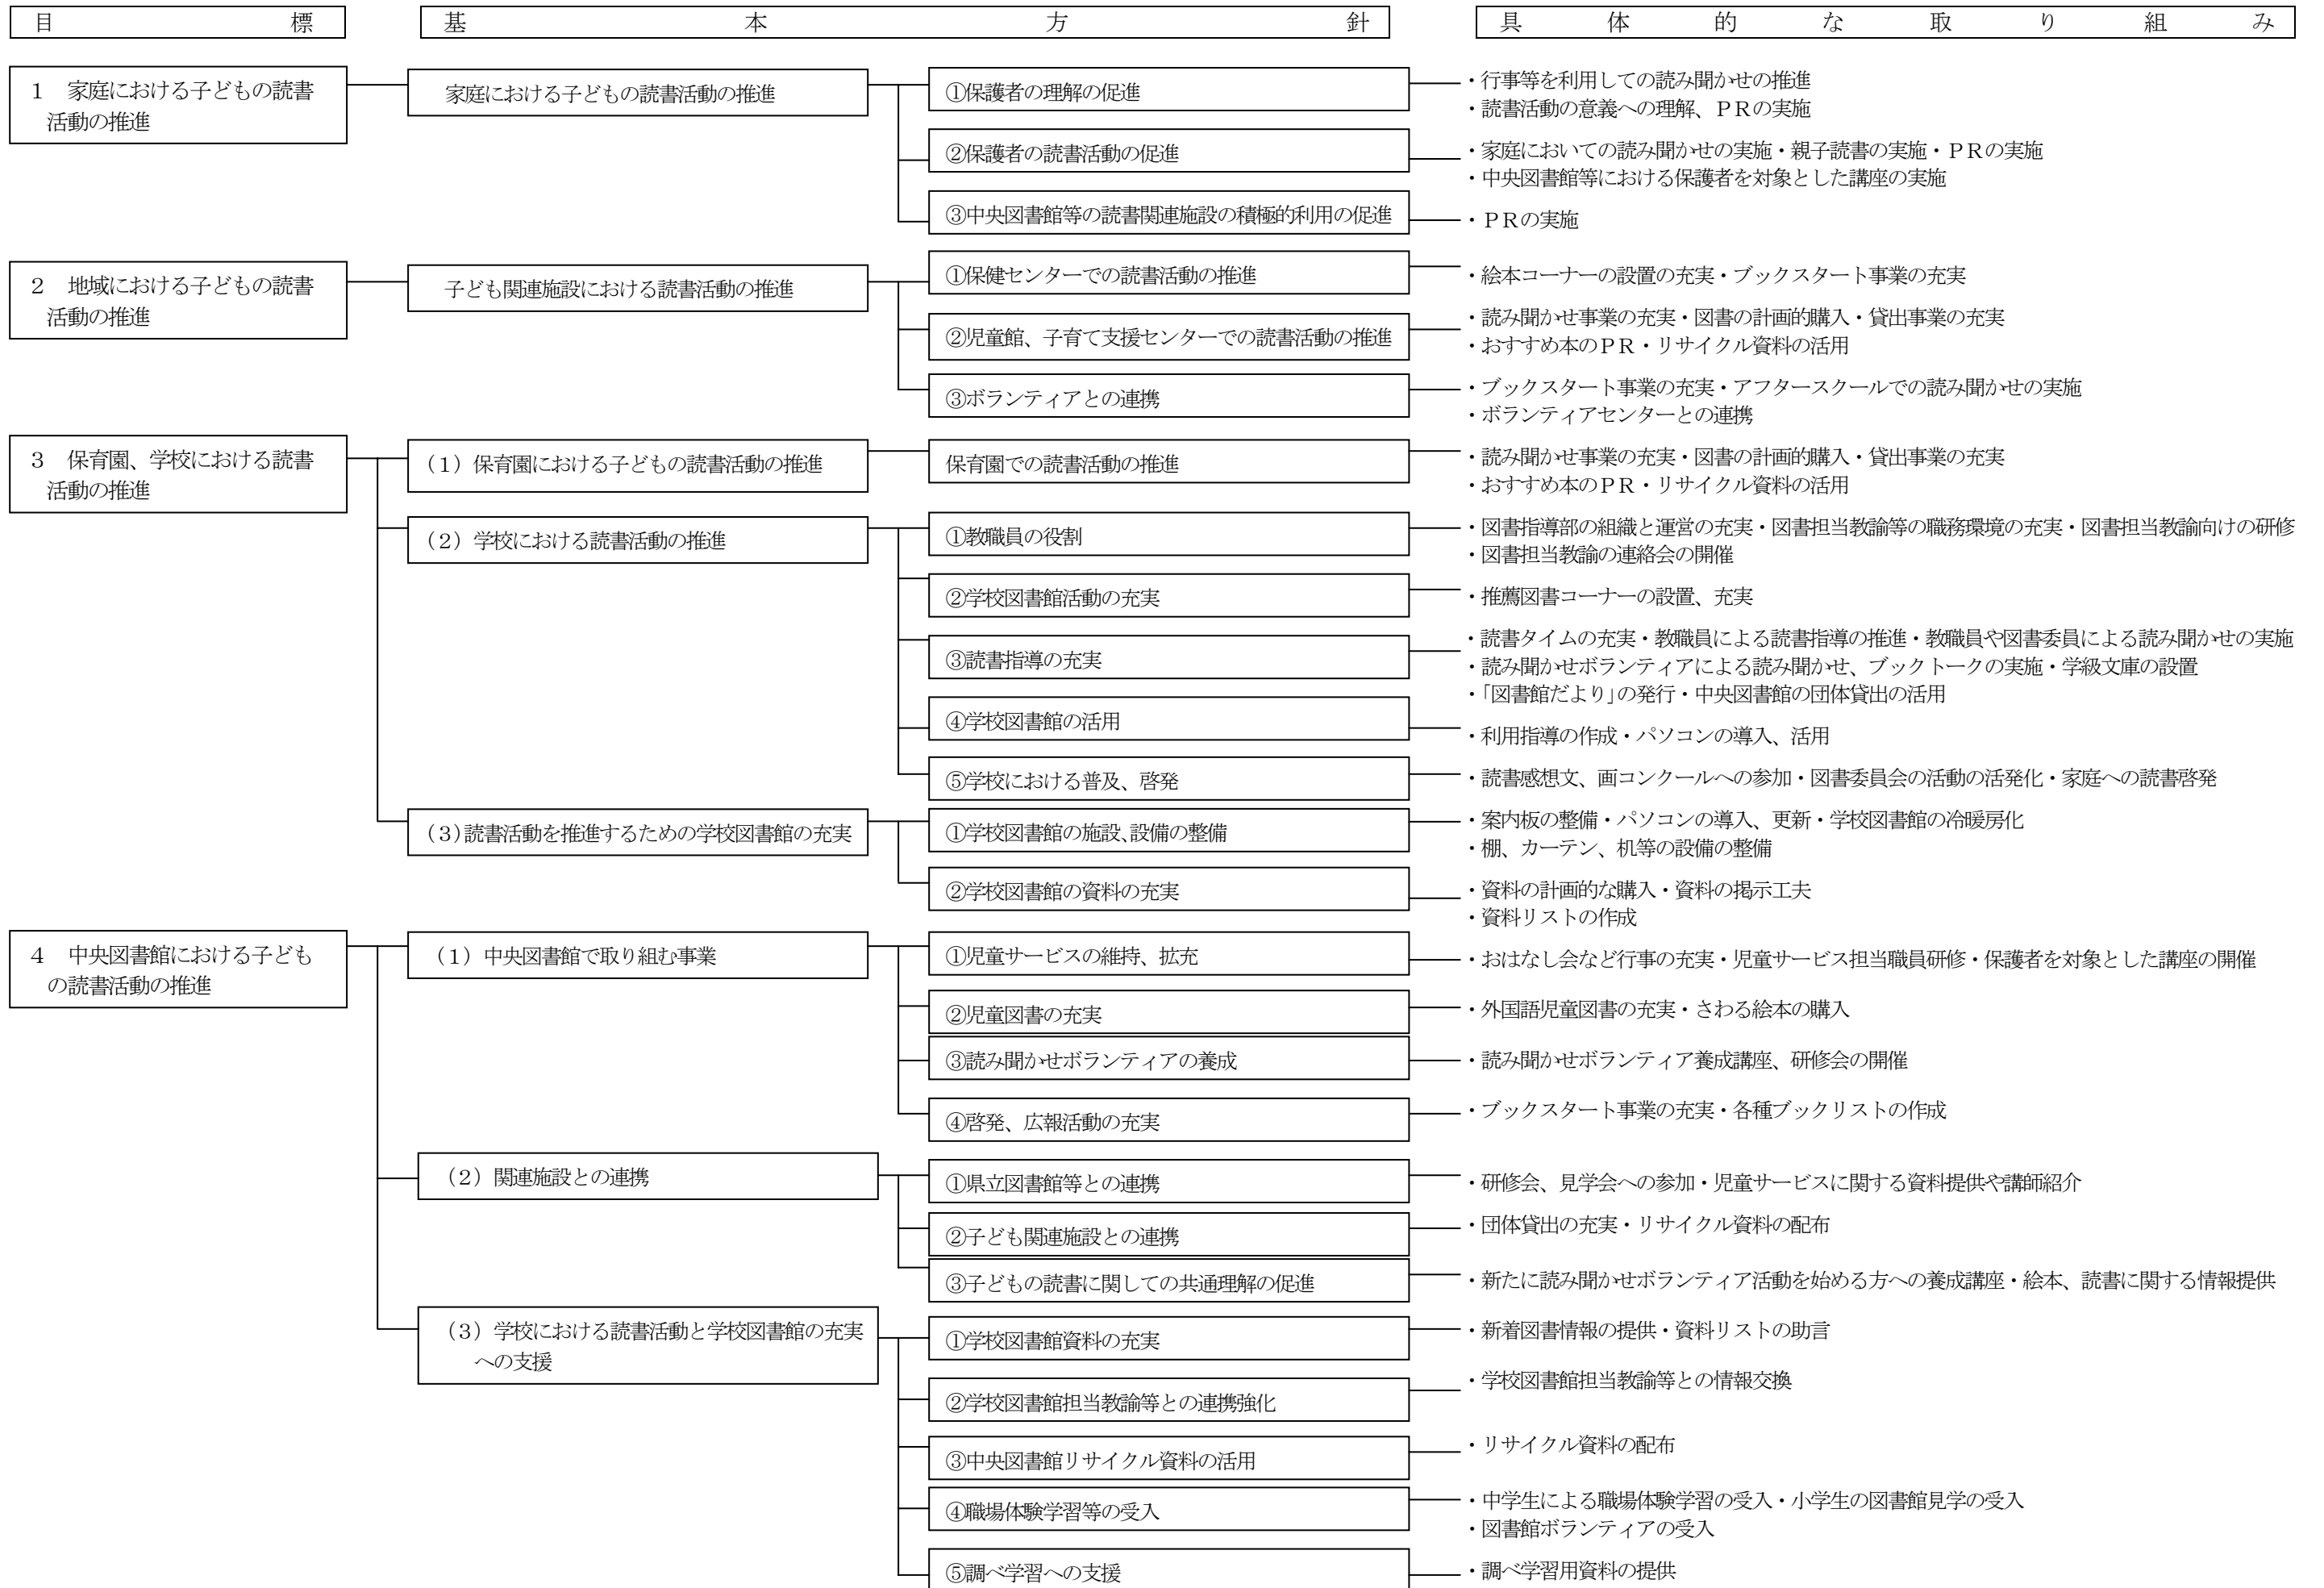 目標
基本方針
具体的な取り組み
1　家庭における子どもの読書
活動の推進
家庭における子どもの読書活動の推進
①保護者の理解の促進
・行事等を利用しての読み聞かせの推進
・読書活動の意義への理解、ＰＲの実施
②保護者の読書活動の促進
・家庭においての読み聞かせの実施・親子読書の実施・ＰＲの実施
・中央図書館等における保護者を対象とした講座の実施
③中央図書館等の読書関連施設の積極的利用の促進
・ＰＲの実施
2　地域における子どもの読書
活動の推進
子ども関連施設における読書活動の推進
①保健センターでの読書活動の推進
・絵本コーナーの設置の充実・ブックスタート事業の充実
②児童館、子育て支援センターでの読書活動の推進
・読み聞かせ事業の充実・図書の計画的購入・貸出事業の充実
・おすすめ本のＰＲ・リサイクル資料の活用
③ボランティアとの連携
・ブックスタート事業の充実・アフタースクールでの読み聞かせの実施
・ボランティアセンターとの連携
3　保育園、学校における読書
活動の推進
（1）保育園における子どもの読書活動の推進
保育園での読書活動の推進
・読み聞かせ事業の充実・図書の計画的購入・貸出事業の充実
・おすすめ本のＰＲ・リサイクル資料の活用
（2）学校における読書活動の推進
①教職員の役割
・図書指導部の組織と運営の充実・図書担当教諭等の職務環境の充実・図書担当教諭向けの研修
・図書担当教諭の連絡会の開催
②学校図書館活動の充実
・推薦図書コーナーの設置、充実
③読書指導の充実
・読書タイムの充実・教職員による読書指導の推進・教職員や図書委員による読み聞かせの実施
・読み聞かせボランティアによる読み聞かせ、ブックトークの実施・学級文庫の設置
・「図書館だより」の発行・中央図書館の団体貸出の活用
④学校図書館の活用
・利用指導の作成・パソコンの導入、活用
⑤学校における普及、啓発
・読書感想文、画コンクールへの参加・図書委員会の活動の活発化・家庭への読書啓発
（3）読書活動を推進するための学校図書館の充実
①学校図書館の施設、設備の整備
・案内板の整備・パソコンの導入、更新・学校図書館の冷暖房化
・棚、カーテン、机等の設備の整備
②学校図書館の資料の充実
・資料の計画的な購入・資料の掲示工夫
・資料リストの作成
4　中央図書館における子ども
の読書活動の推進
（1）中央図書館で取り組む事業
①児童サービスの維持、拡充
・おはなし会など行事の充実・児童サービス担当職員研修・保護者を対象とした講座の開催
②児童図書の充実
・外国語児童図書の充実・さわる絵本の購入
③読み聞かせボランティアの養成
・読み聞かせボランティア養成講座、研修会の開催
④啓発、広報活動の充実
・ブックスタート事業の充実・各種ブックリストの作成
（2）関連施設との連携
①県立図書館等との連携
・研修会、見学会への参加・児童サービスに関する資料提供や講師紹介
②子ども関連施設との連携
・団体貸出の充実・リサイクル資料の配布
③子どもの読書に関しての共通理解の促進
・新たに読み聞かせボランティア活動を始める方への養成講座・絵本、読書に関する情報提供
（3）学校における読書活動と学校図書館の充実
への支援
①学校図書館資料の充実
・新着図書情報の提供・資料リストの助言
②学校図書館担当教諭等との連携強化
・学校図書館担当教諭等との情報交換
③中央図書館リサイクル資料の活用
・リサイクル資料の配布
④職場体験学習等の受入
・中学生による職場体験学習の受入・小学生の図書館見学の受入
・図書館ボランティアの受入
⑤調べ学習への支援
・調べ学習用資料の提供